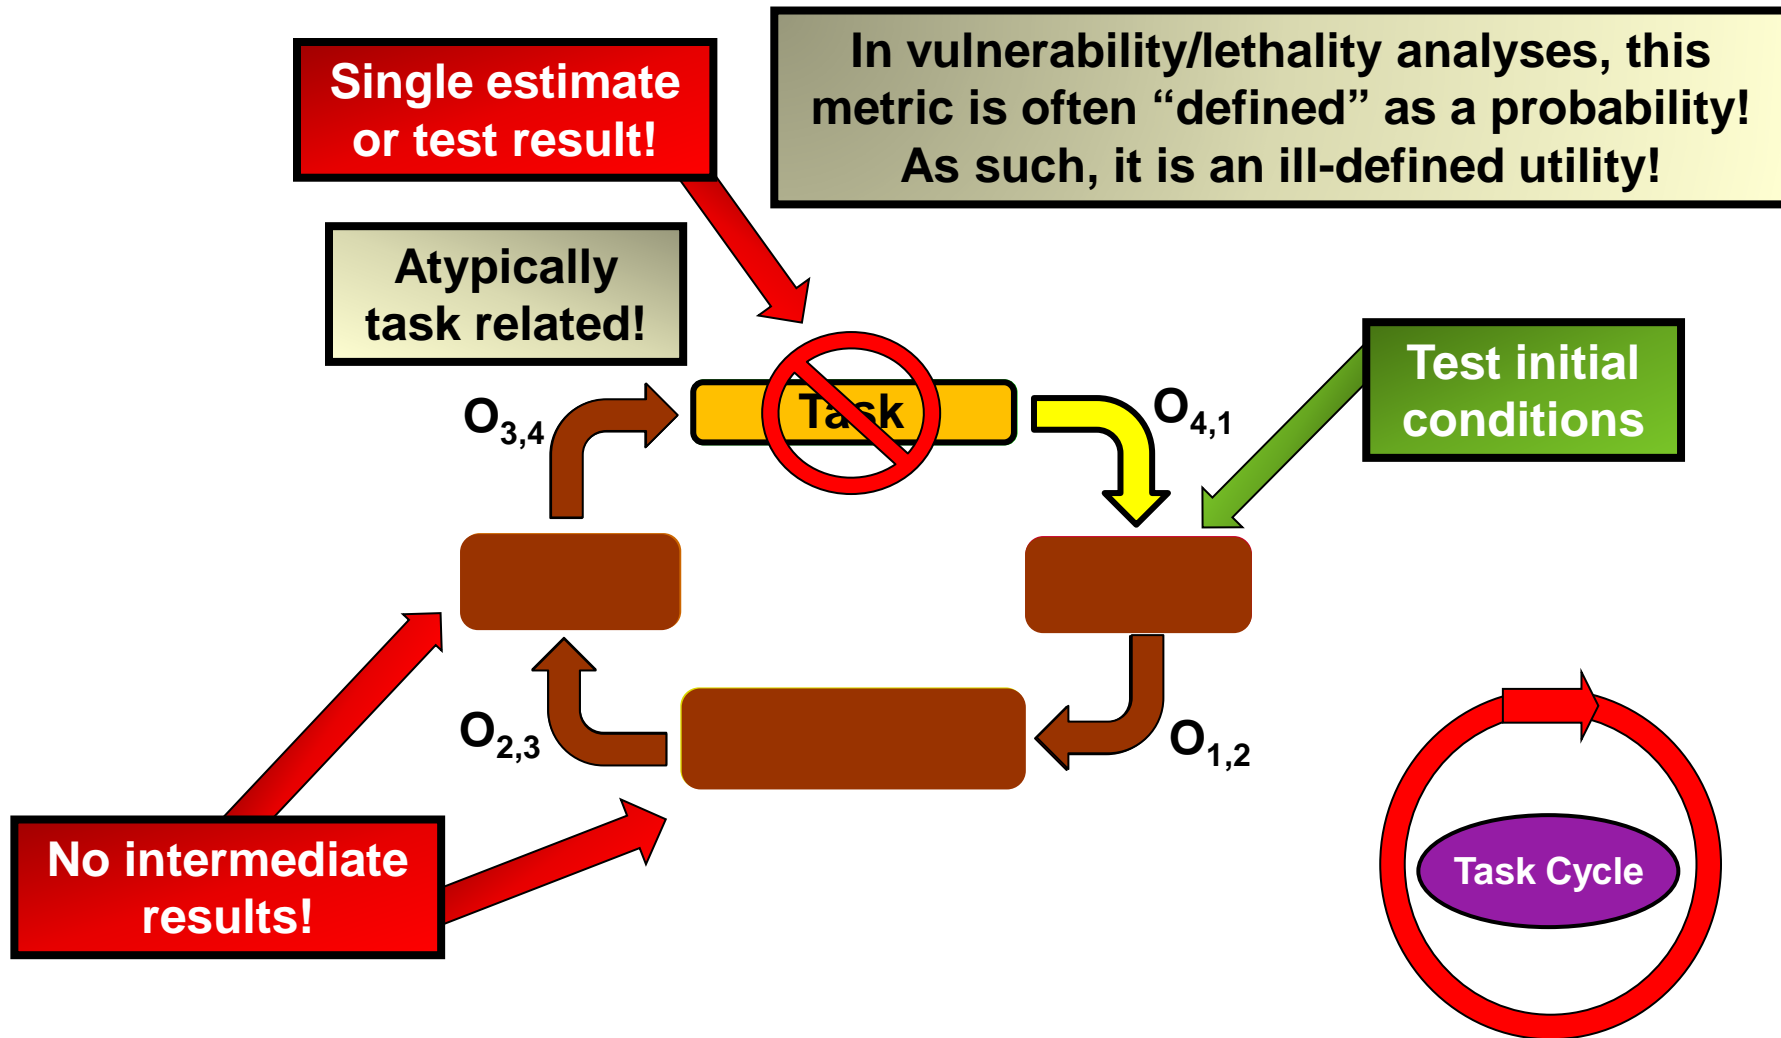 In vulnerability/lethality analyses, this
metric is often “defined” as a probability!
As such, it is an ill-defined utility!
Single estimate
or test result!
Atypically
task related!
Test initial
conditions
O3,4
Task
O4,1
O2,3
O1,2
No intermediate
results!
Task Cycle